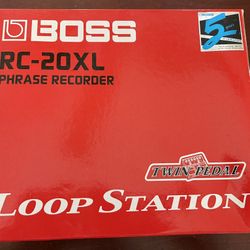 BOSS
5
RC-20XL
PHRASE RECORDER
TWIN PEDAL
LOOP STATION